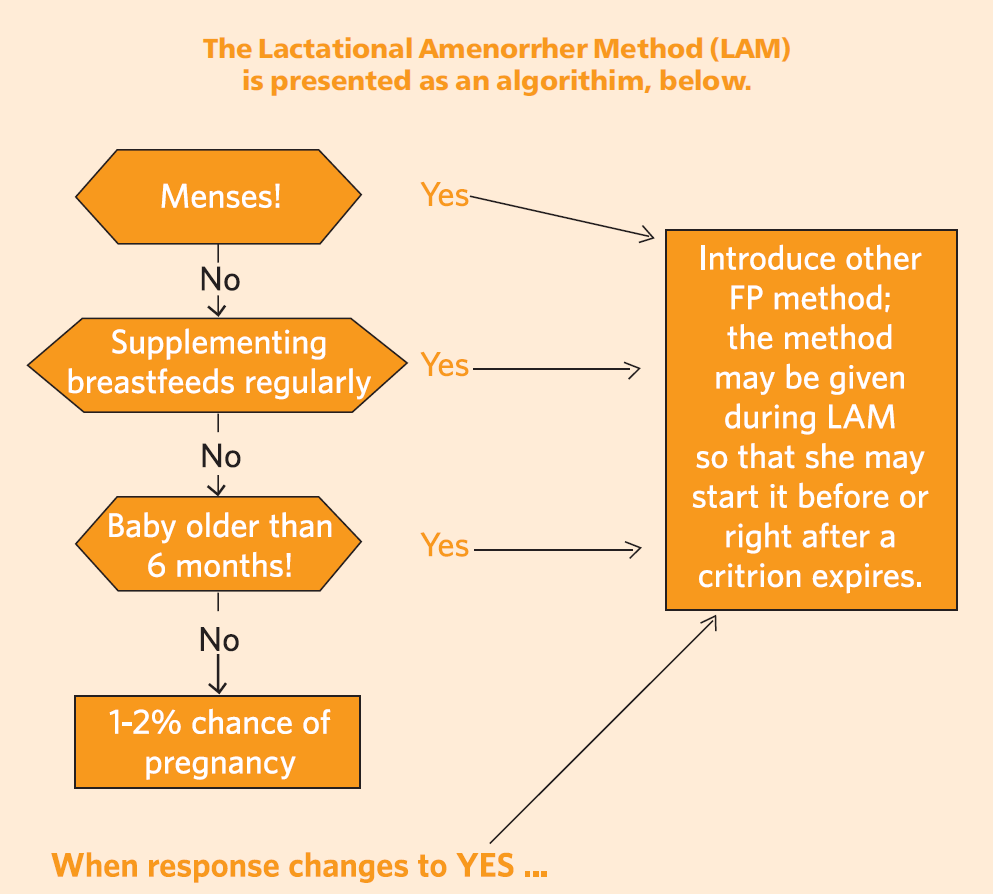 The Lactational Amenorrher Method (LAM)
is presented as an algorithim, below.
Menses!
Yes
No
Supplementing
breastfeeds regularly
Yes
No
Baby older than
6 months!
Yes
No
1-2% chance of
pregnancy
Introduce other
FP method;
the method
may be given
during LAM
so that she may
start it before or
right after a
critrion expires.
When response changes to YES ...